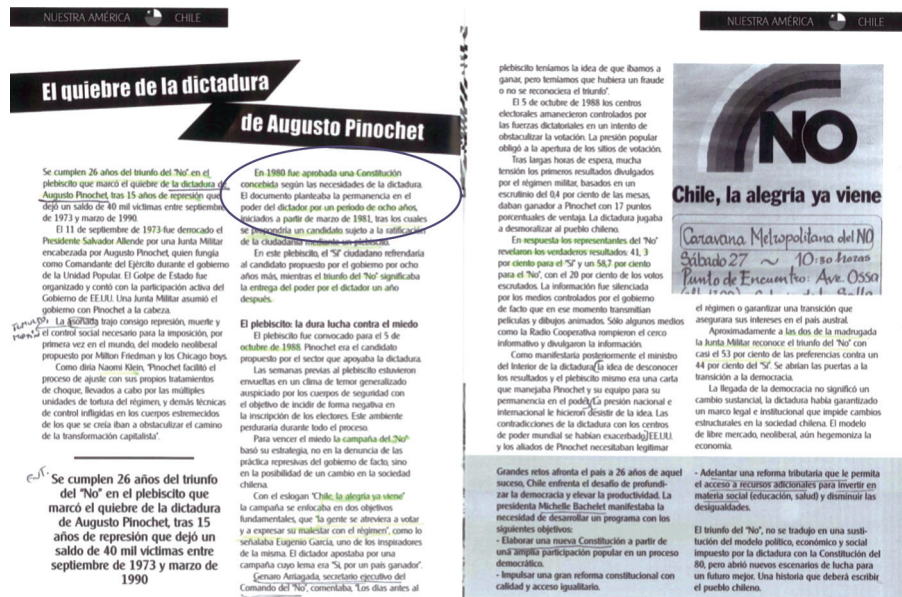 NUESTRA AMÉRICA CHILE
El quiebre de la dictadura
de Augusto Pinochet
Se cumplen 26 años del triunfo del "No" en el
plebiscito que marcó el quiebre de la dictadura de
Augusto Pinochet, tras 15 años de represión que
dejó un saldo de 40 mil víctimas entre septiembre
de 1973 y marzo de 1990.
El 11 de septiembre de 1973 fue derrocado el
Presidente Salvador Allende por una Junta Militar
encabezada por Augusto Pinochet, quien fungía
como Comandante del Ejército durante el gobierno
de la Unidad Popular. El Golpe de Estado fue
organizado y contó con la participación activa del
Gobierno de EE.UU. Una Junta Militar asumió el
gobierno con Pinochet a la cabeza.
La asonada trajo consigo represión, muerte y
el control social necesario para la imposición, por
primera vez en el mundo, del modelo neoliberal
propuesto por Milton Friedman y los Chicago boys.
Como diría Naomi Klein, "Pinochet facilitó el
proceso de ajuste con sus propios tratamientos
de choque, llevados a cabo por las múltiples
unidades de tortura del régimen, y demás técnicas
de control infligidas en los cuerpos estremecidos
de los que se creía iban a obstaculizar el camino
de la transformación capitalista".
Se cumplen 26 años del triunfo
del "No" en el plebiscito que
marcó el quiebre de la dictadura
de Augusto Pinochet, tras 15
años de represión que dejó un
saldo de 40 mil víctimas entre
septiembre de 1973 y marzo de
1990
En 1980 fue aprobada una Constitución
concebida según las necesidades de la dictadura.
El documento planteaba la permanencia en el
poder del dictador por un periodo de ocho años,
iniciados a partir de marzo de 1981, tras los cuales
se propondría un candidato sujeto a la ratificación
de la ciudadanía mediante un plebiscito.
En este plebiscito, el "Sí" ciudadano refrendaría
al candidato propuesto por el gobierno por ocho
años más, mientras el triunfo del "No" significaba
la entrega del poder por el dictador un año
después.
El plebiscito: la dura lucha contra el miedo
El plebiscito fue convocado para el 5 de
octubre de 1988. Pinochet era el candidato
propuesto por el sector que apoyaba la dictadura.
Las semanas previas al plebiscito estuvieron
envueltas en un clima de temor generalizado
auspiciado por los cuerpos de seguridad con
el objetivo de incidir de forma negativa en
la inscripción de los electores. Este ambiente
perduraría durante todo el proceso.
Para vencer el miedo la campaña del "No"
basó su estrategia, no en la denuncia de las
práctica represivas del gobierno de facto, sino
en la posibilidad de un cambio en la sociedad
chilena.
Con el eslogan "Chile, la alegría ya viene"
la campaña se enfocaba en dos objetivos
fundamentales, que "la gente se atreviera a votar
y a expresar su malestar con el régimen", como lo
señalaba Eugenio García, uno de los inspiradores
de la misma. El dictador apostaba por una
campaña cuyo lema era "Sí, por un país ganador".
Genaro Arriagada, secretario ejecutivo del
Comando del "No", comentaba, "Los días antes al
NUESTRA AMÉRICA CHILE
plebiscito teníamos la idea de que íbamos a
ganar, pero temíamos que hubiera un fraude
o no se reconociera el triunfo".
El 5 de octubre de 1988 los centros
electorales amanecieron controlados por
las fuerzas dictatoriales en un intento de
obstaculizar la votación. La presión popular
obligó a la apertura de los sitios de votación.
Tras largas horas de espera, mucha
tensión los primeros resultados divulgados
por el régimen militar, basados en un
escrutinio del 0,4 por ciento de las mesas,
daban ganador a Pinochet con 17 puntos
porcentuales de ventaja. La dictadura jugaba
a desmoralizar al pueblo chileno.
En respuesta los representantes del "No"
revelaron los verdaderos resultados: 41, 3
por ciento para el "Sí" y un 58,7 por ciento
para el "No", con el 20 por ciento de los votos
escrutados. La información fue silenciada
por los medios controlados por el gobierno
de facto que en ese momento transmitían
películas y dibujos animados. Sólo algunos medios
como la Radio Cooperativa rompieron el cerco
informativo y divulgaron la información.
Como manifestaría posteriormente el ministro
del Interior de la dictadura, la idea de desconocer
los resultados y el plebiscito mismo era una carta
que manejaba Pinochet y su equipo para su
permanencia en el poder. La presión nacional e
internacional le hicieron desistir de la idea. Las
contradicciones de la dictadura con los centros
de poder mundial se habían exacerbado, EE.UU.
y los aliados de Pinochet necesitaban legitimar
NO
Chile, la alegría ya viene
Caravana Metropolitana del NO
Sábado 27 ~ 10:30 horas
Punto de Encuentro: Ave. Ossa
el régimen o garantizar una transición que
asegurara sus intereses en el país austral.
Aproximadamente a las dos de la madrugada
la Junta Militar reconoce el triunfo del "No" con
casi el 53 por ciento de las preferencias contra un
44 por ciento del "Sí". Se abrían las puertas a la
transición a la democracia.
La llegada de la democracia no significó un
cambio sustancial, la dictadura había garantizado
un marco legal e institucional que impide cambios
estructurales en la sociedad chilena. El modelo
de libre mercado, neoliberal, aún hegemoniza la
economía.
Grandes retos afronta el país a 26 años de aquel
suceso, Chile enfrenta el desafío de profundi-
zar la democracia y elevar la productividad. La
presidenta Michelle Bachelet manifestaba la
necesidad de desarrollar un programa con los
siguientes objetivos:
- Elaborar una nueva Constitución a partir de
una amplia participación popular en un proceso
democrático.
- Impulsar una gran reforma constitucional con
calidad y acceso igualitario.
- Adelantar una reforma tributaria que le permita
el acceso a recursos adicionales para invertir en
materia social (educación, salud) y disminuir las
desigualdades.
El triunfo del "No", no se tradujo en una susti-
tución del modelo político, económico y social
impuesto por la dictadura con la Constitución del
80, pero abrió nuevos escenarios de lucha para
un futuro mejor. Una historia que deberá escribir
el pueblo chileno.